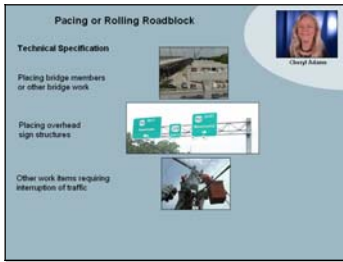 Pacing or Rolling Roadblock
Cheryl Adams
Technical Specification
Placing bridge members
or other bridge work
Placing overhead
sign structures
Other work items requiring
interruption of traffic